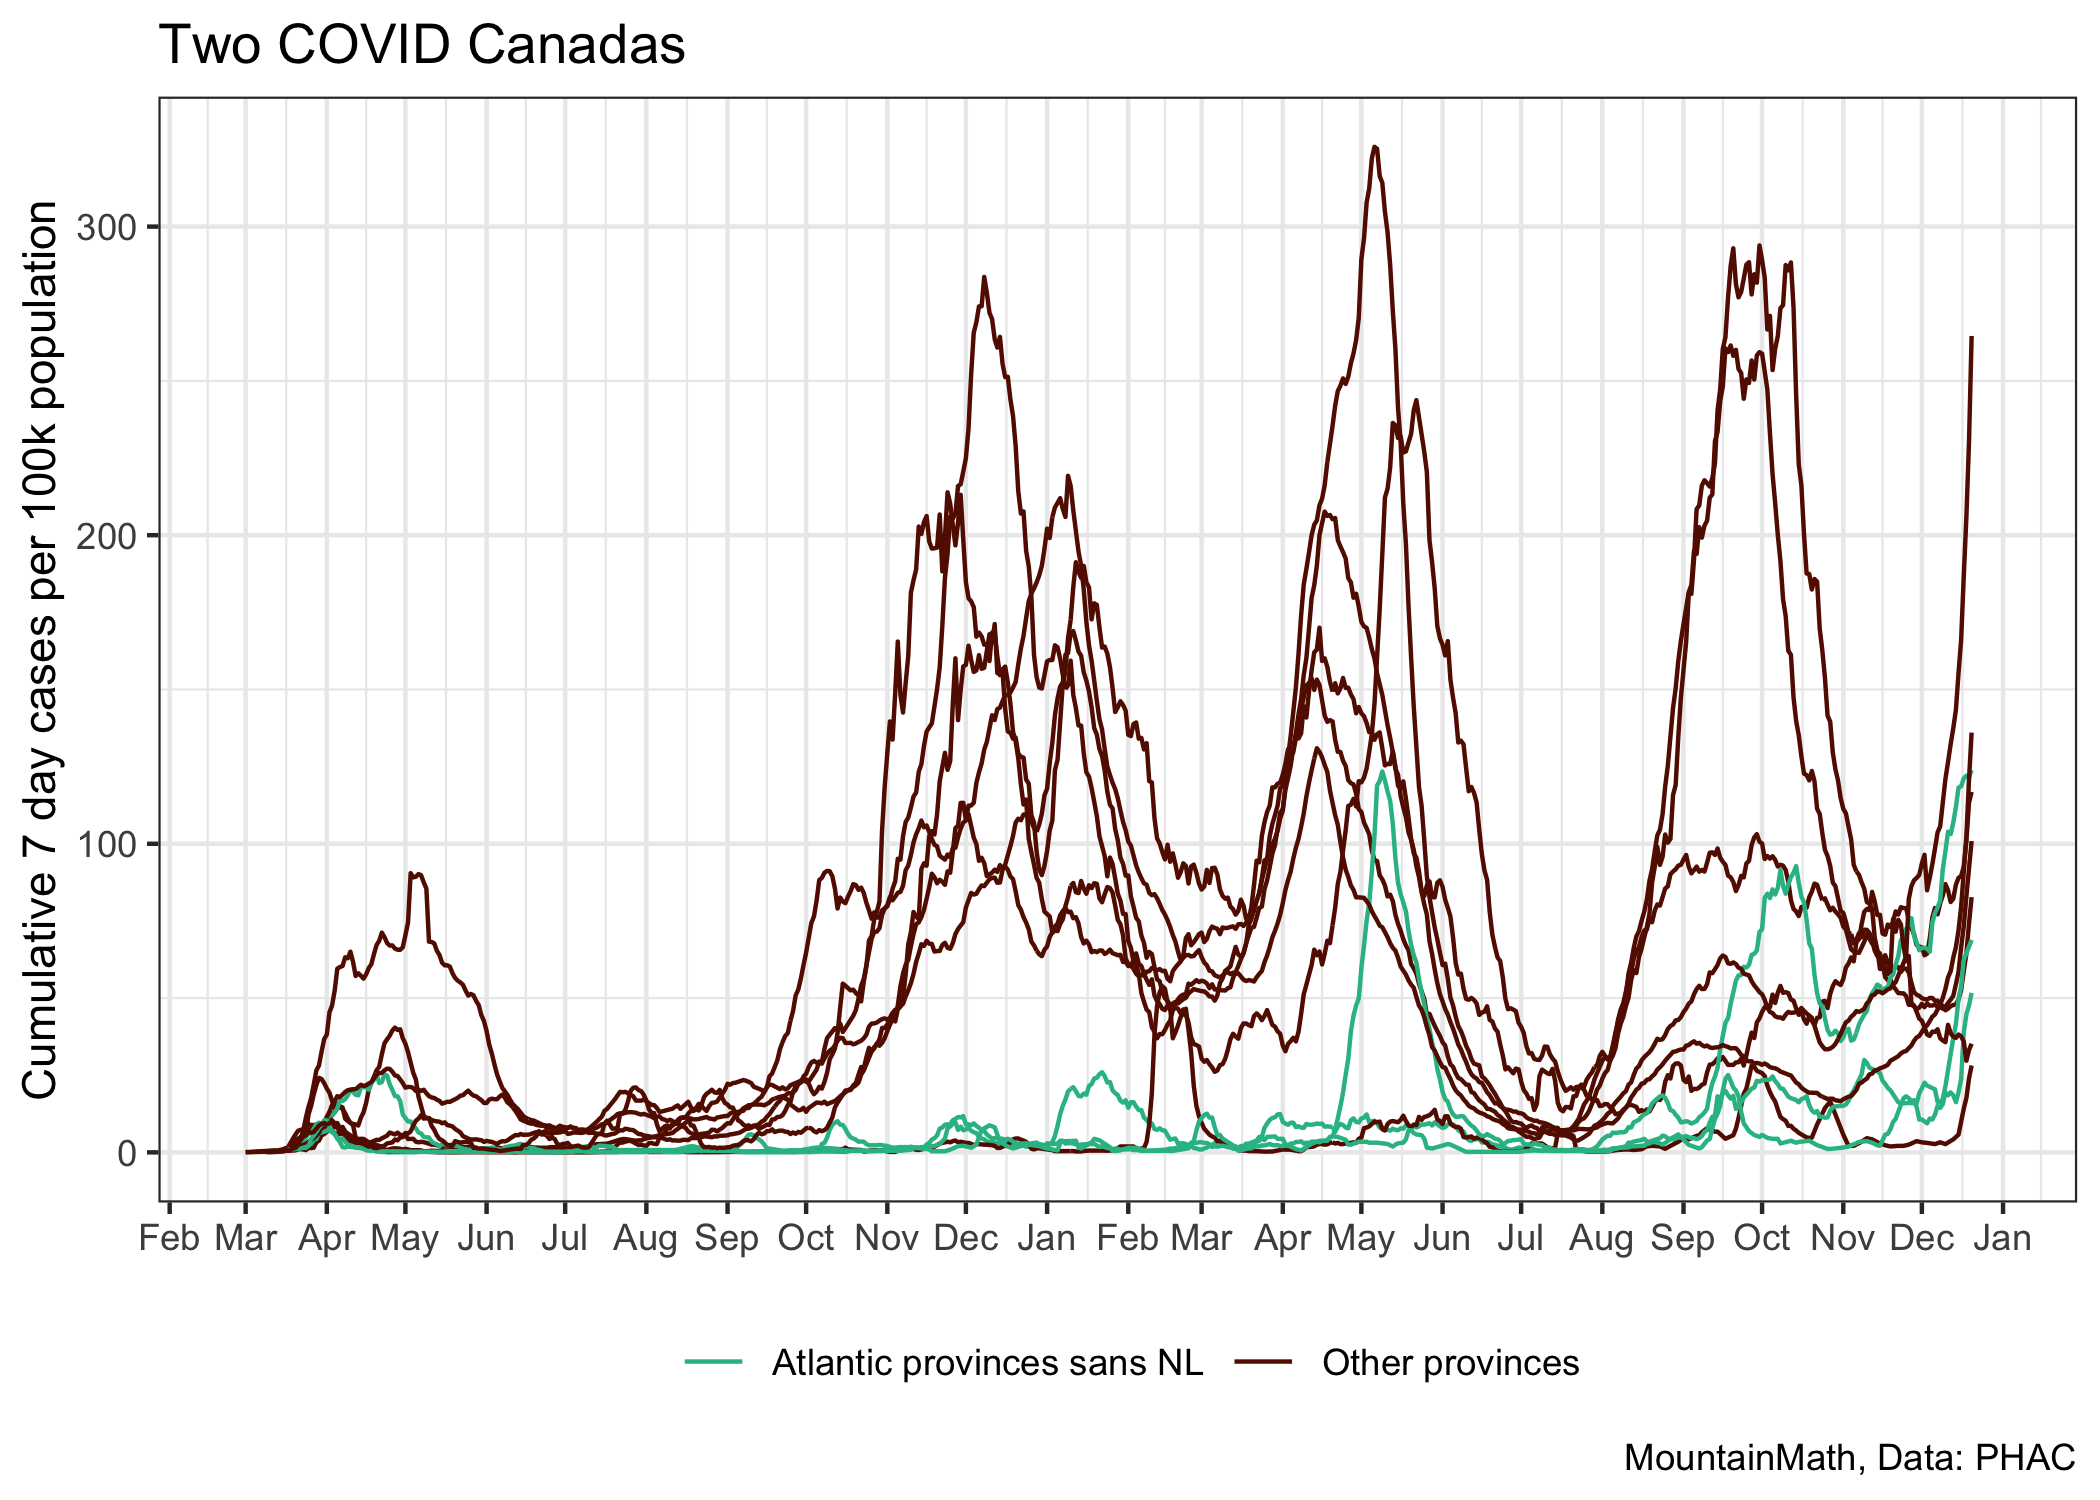 Two COVID Canadas
Cumulative 7 day cases per 100k population
300
200
100
0
Feb Mar Apr May Jun Jul Aug Sep Oct Nov Dec Jan Feb Mar Apr May Jun Jul Aug Sep Oct Nov Dec Jan
Atlantic provinces sans NL Other provinces
MountainMath, Data: PHAC